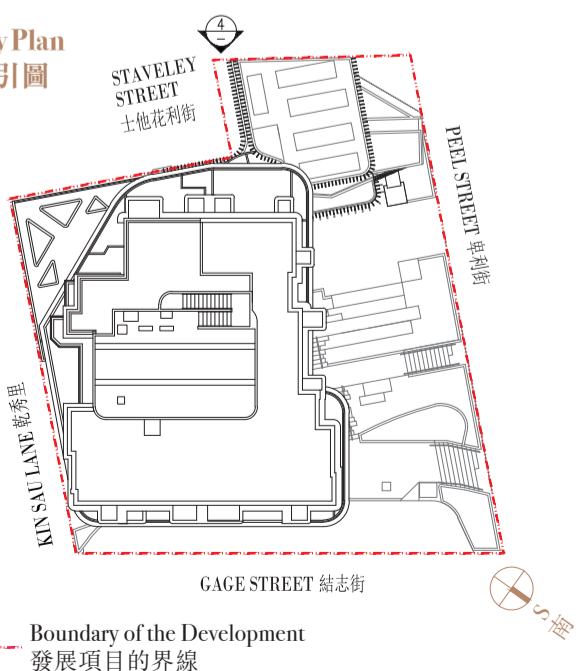 y Plan
引圖
4
–
STAVELEY
STREET
士他花利街
PEEL STREET 卑利街
KIN SAU LANE 乾秀里
GAGE STREET 結志街
S 南
Boundary of the Development
發展項目的界線